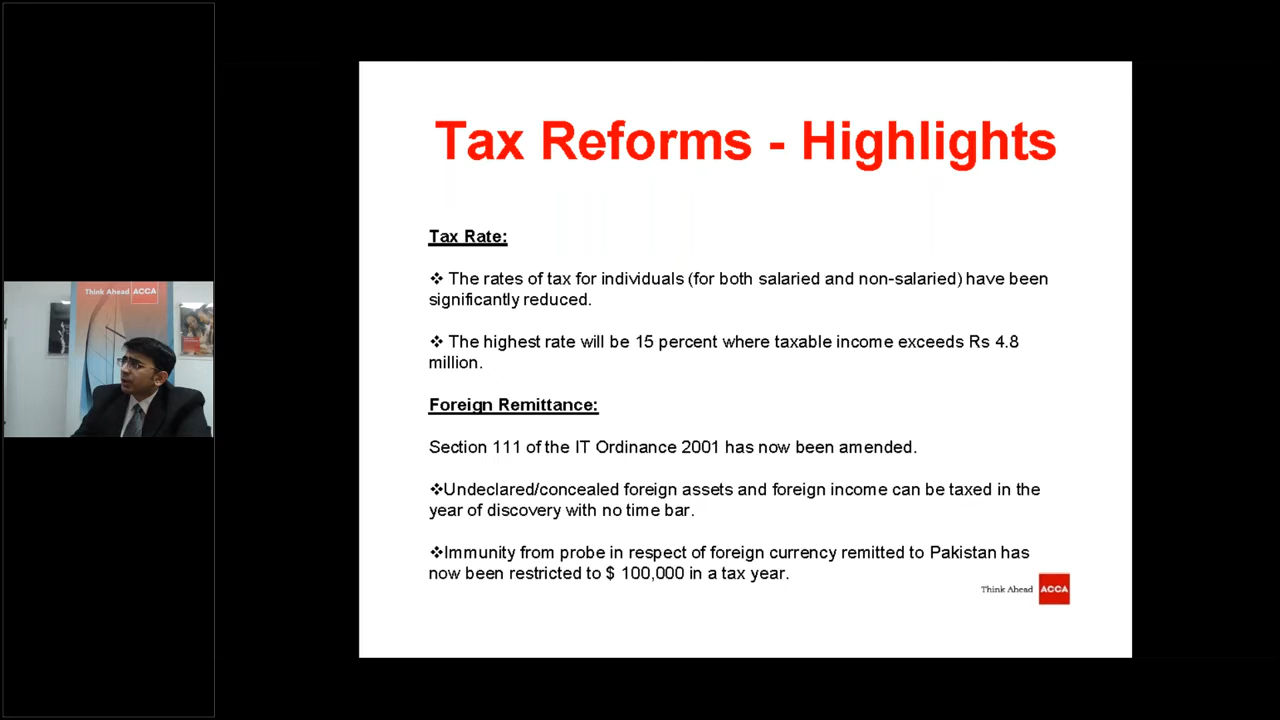 Think Ahead ACCA
Tax Reforms - Highlights
Tax Rate:
❖ The rates of tax for individuals (for both salaried and non-salaried) have been
significantly reduced.
❖ The highest rate will be 15 percent where taxable income exceeds Rs 4.8
million.
Foreign Remittance:
Section 111 of the IT Ordinance 2001 has now been amended.
❖Undeclared/concealed foreign assets and foreign income can be taxed in the
year of discovery with no time bar.
❖Immunity from probe in respect of foreign currency remitted to Pakistan has
now been restricted to $ 100,000 in a tax year.
Think Ahead ACCA